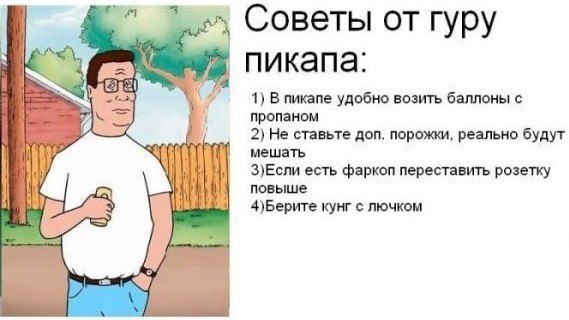 Советы от гуру
пикапа:
1) В пикапе удобно возить баллоны с
пропаном
2) Не ставьте доп. порожки, реально будут
мешать
3)Если есть фаркоп переставить розетку
повыше
4)Берите кунг с лючком